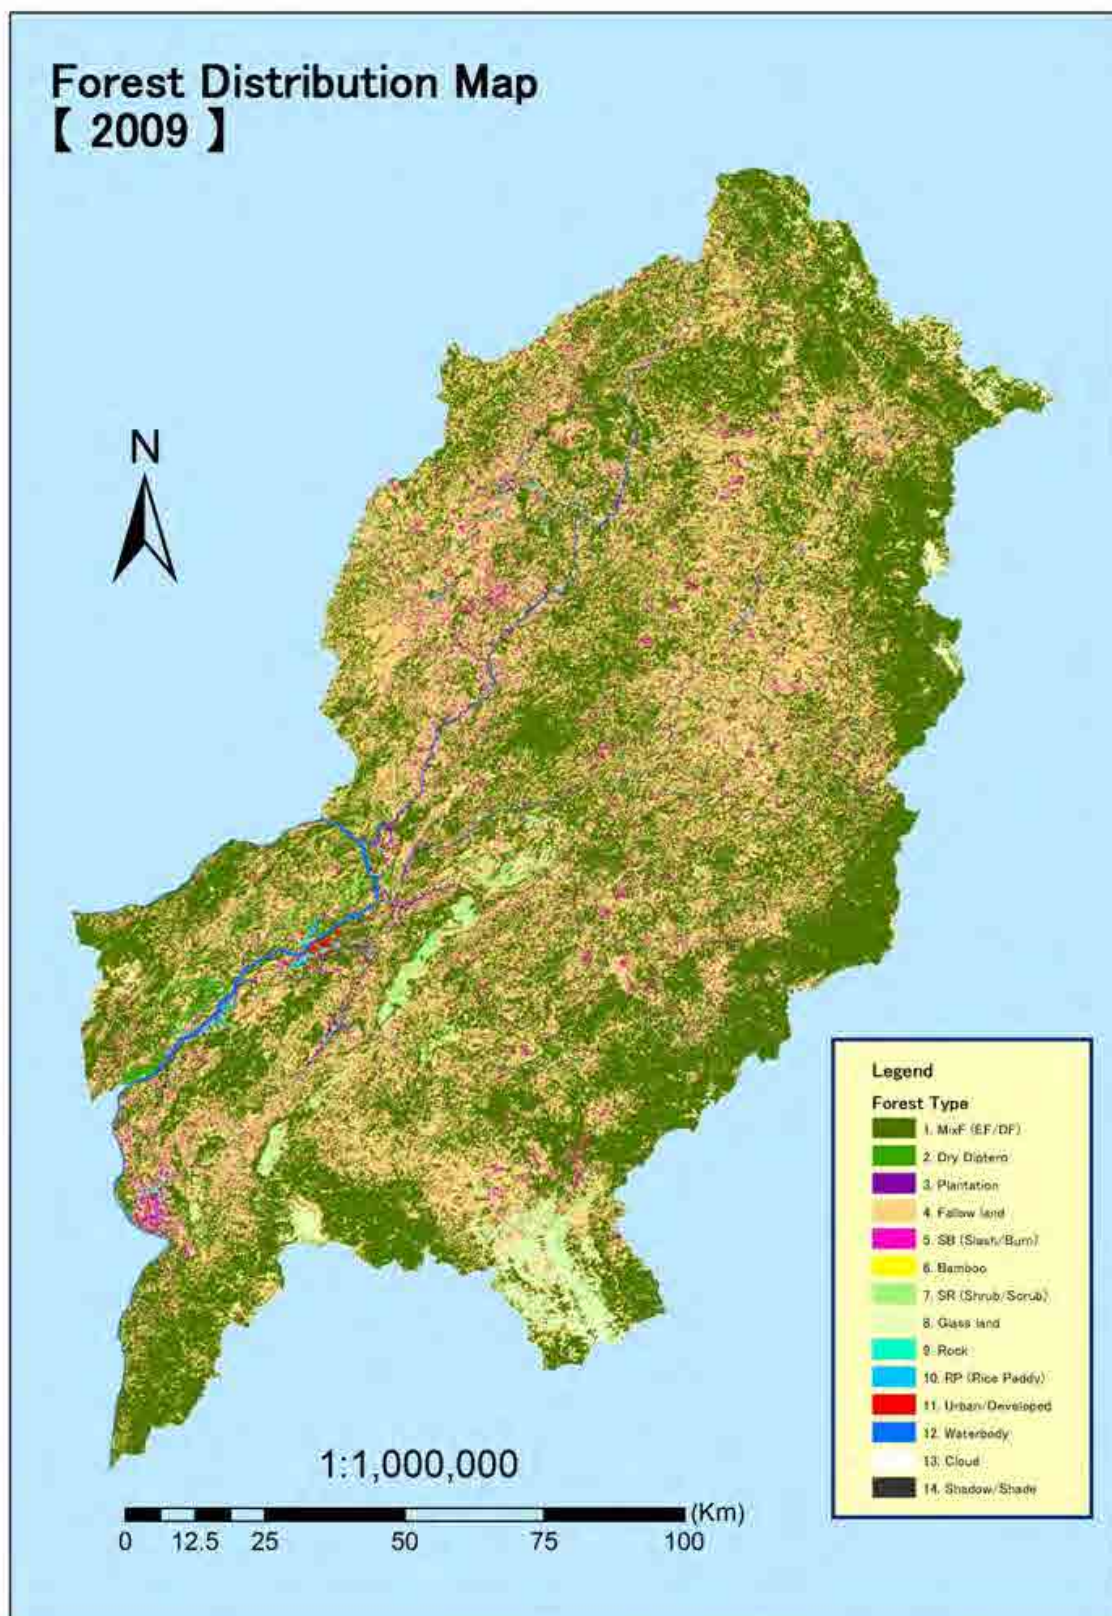 Forest Distribution Map
【 2009 】
N
Legend
Forest Type
1. MixF (EF/DF)
2. Dry Diptero
3. Plantation
4. Fallow land
5. SB (Slash/Burn)
6. Bamboo
7. SR (Shrub/Scrub)
8. Glass land
9. Rock
10. RP (Rice Paddy)
11. Urban/Developed
12. Waterbody
13. Cloud
14. Shadow/Shade
1:1,000,000
(Km)
0 12.5 25 50 75 100